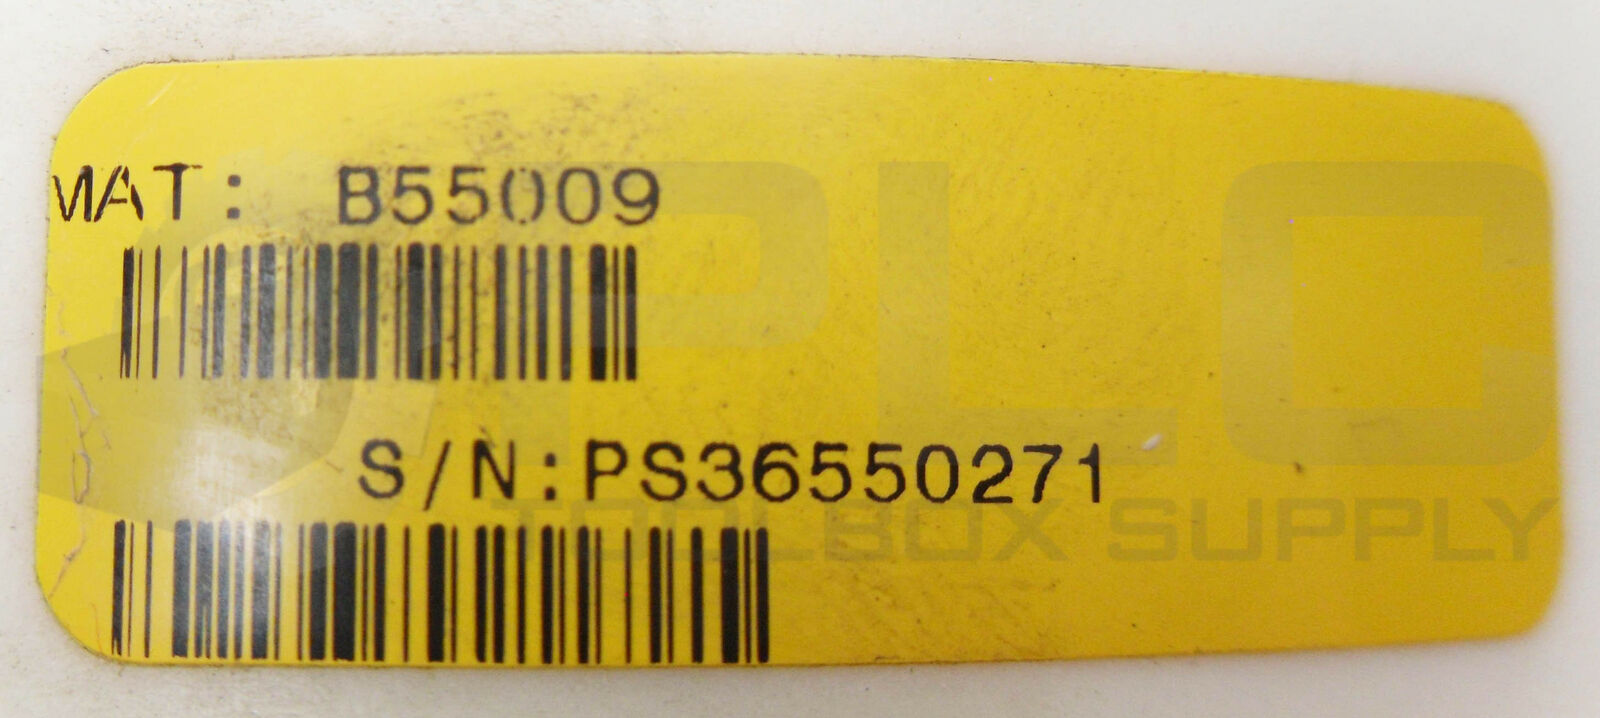 MAT: B55009
PLC
S/N:PS36550271
TOOLBOX SUPPLY